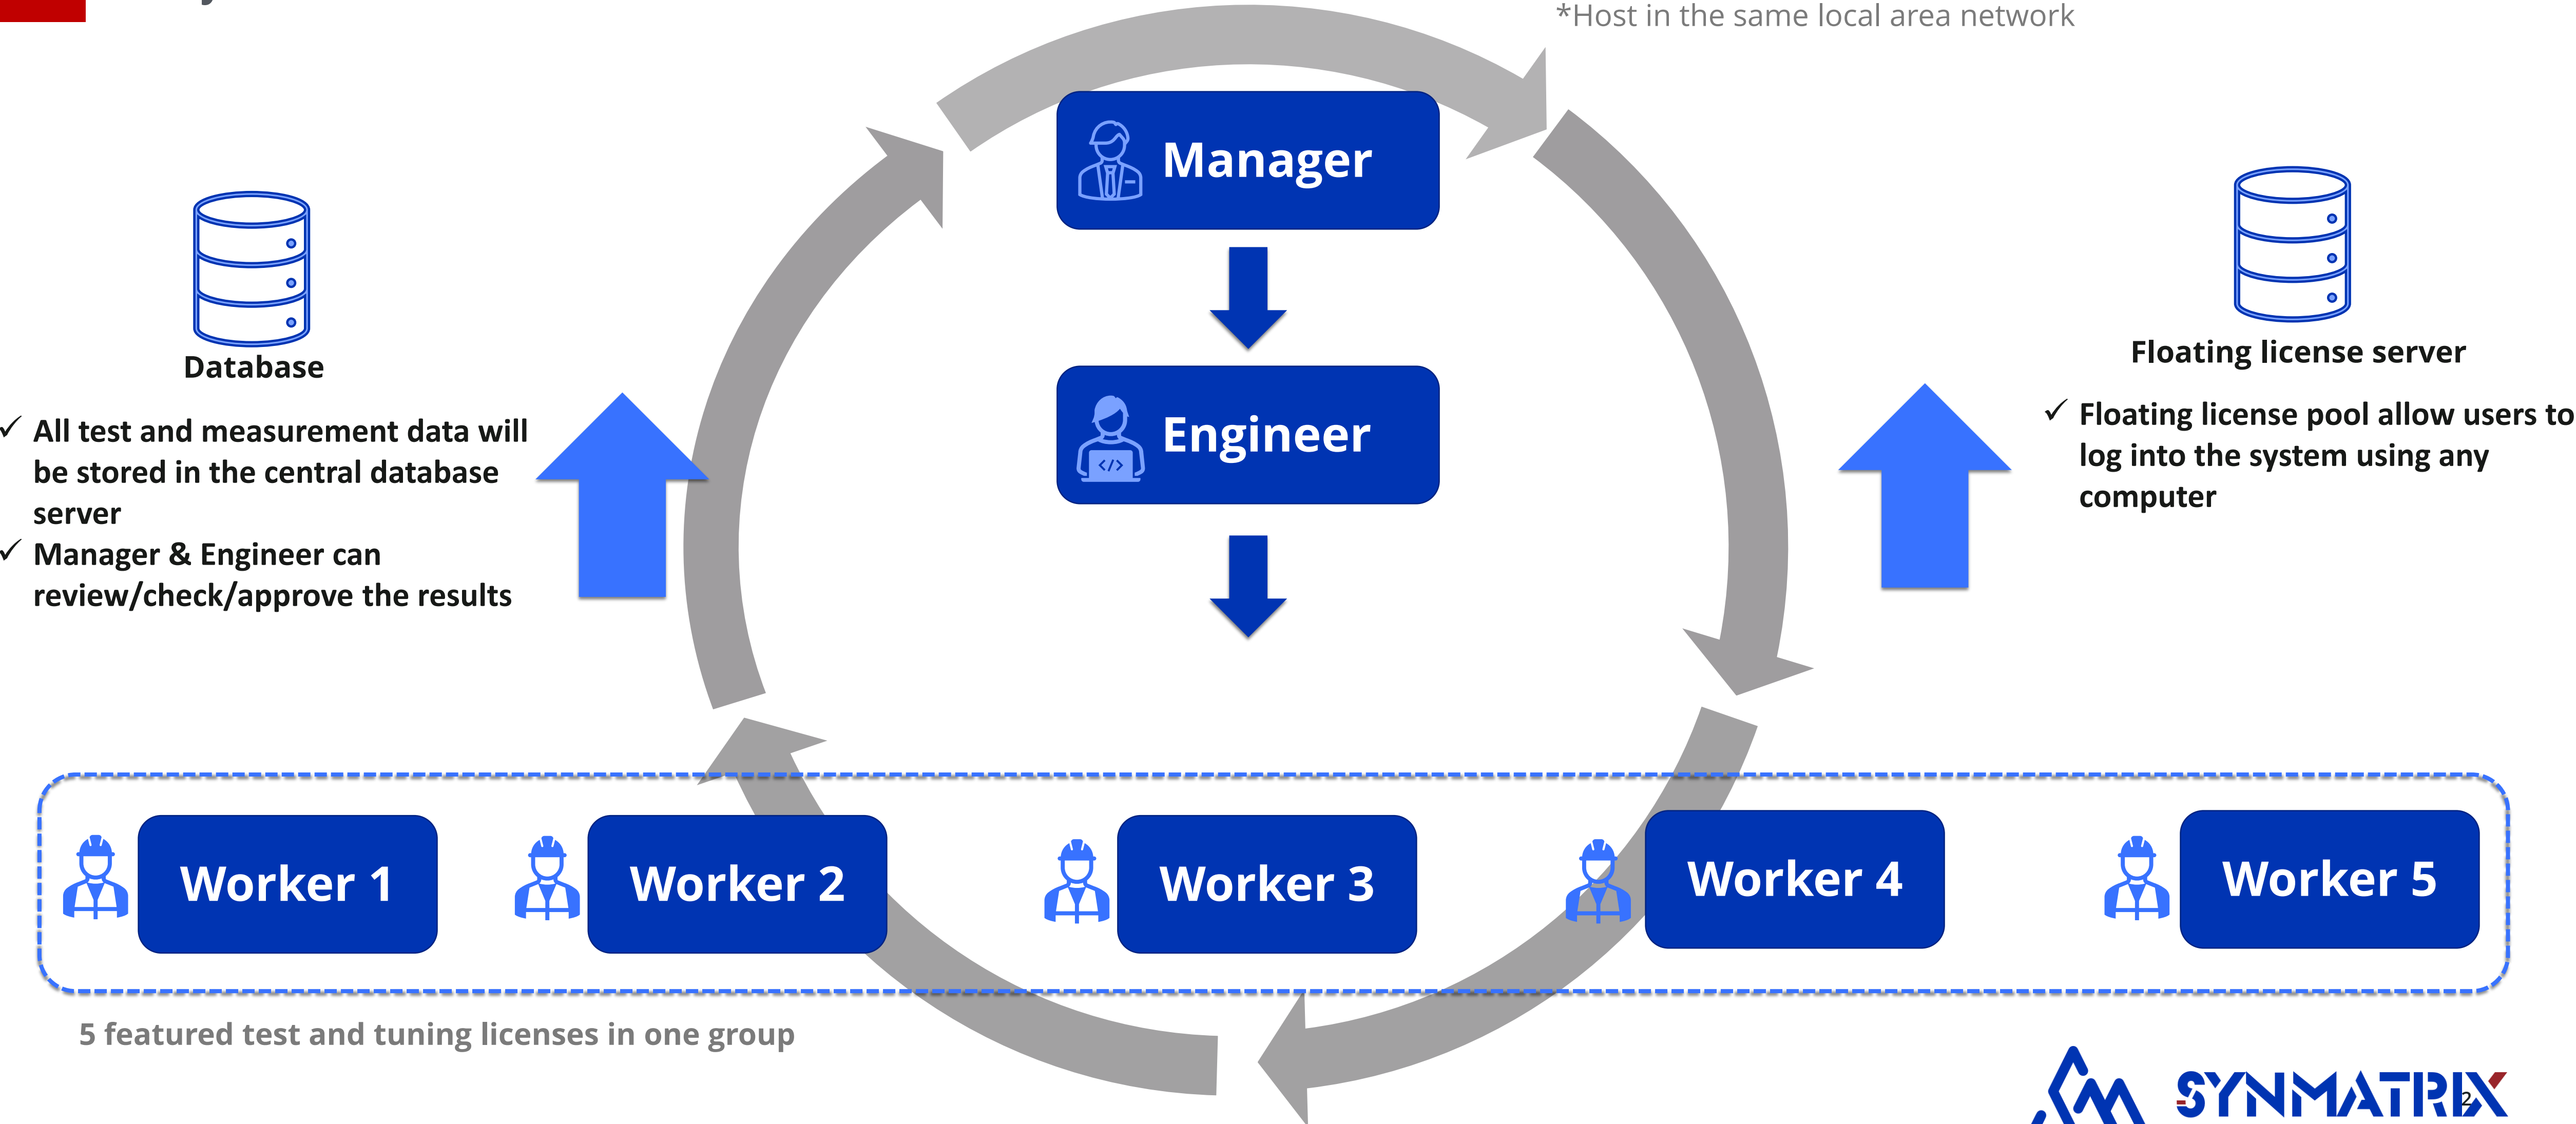 *Host in the same local area network
Manager
Database
Floating license server
✓ All test and measurement data will
be stored in the central database
server
✓ Manager & Engineer can
review/check/approve the results
Engineer
</>
✓ Floating license pool allow users to
log into the system using any
computer
Worker 1
Worker 2
Worker 3
Worker 4
Worker 5
5 featured test and tuning licenses in one group
SYNMATRIX
2